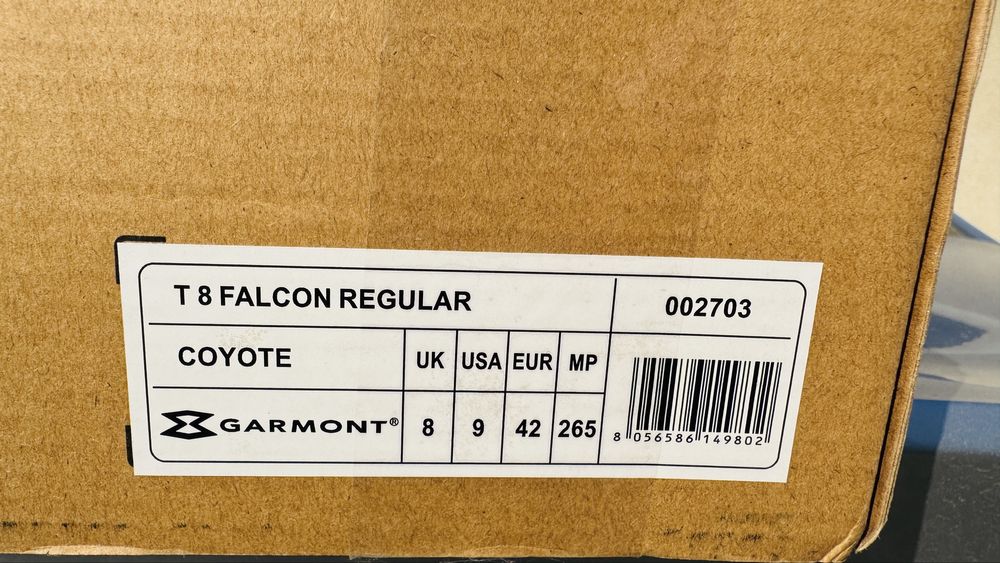 T 8 FALCON REGULAR
002703
COYOTE
UK USA EUR MP
GARMONT®
8 9 42 265
8 056586 149802